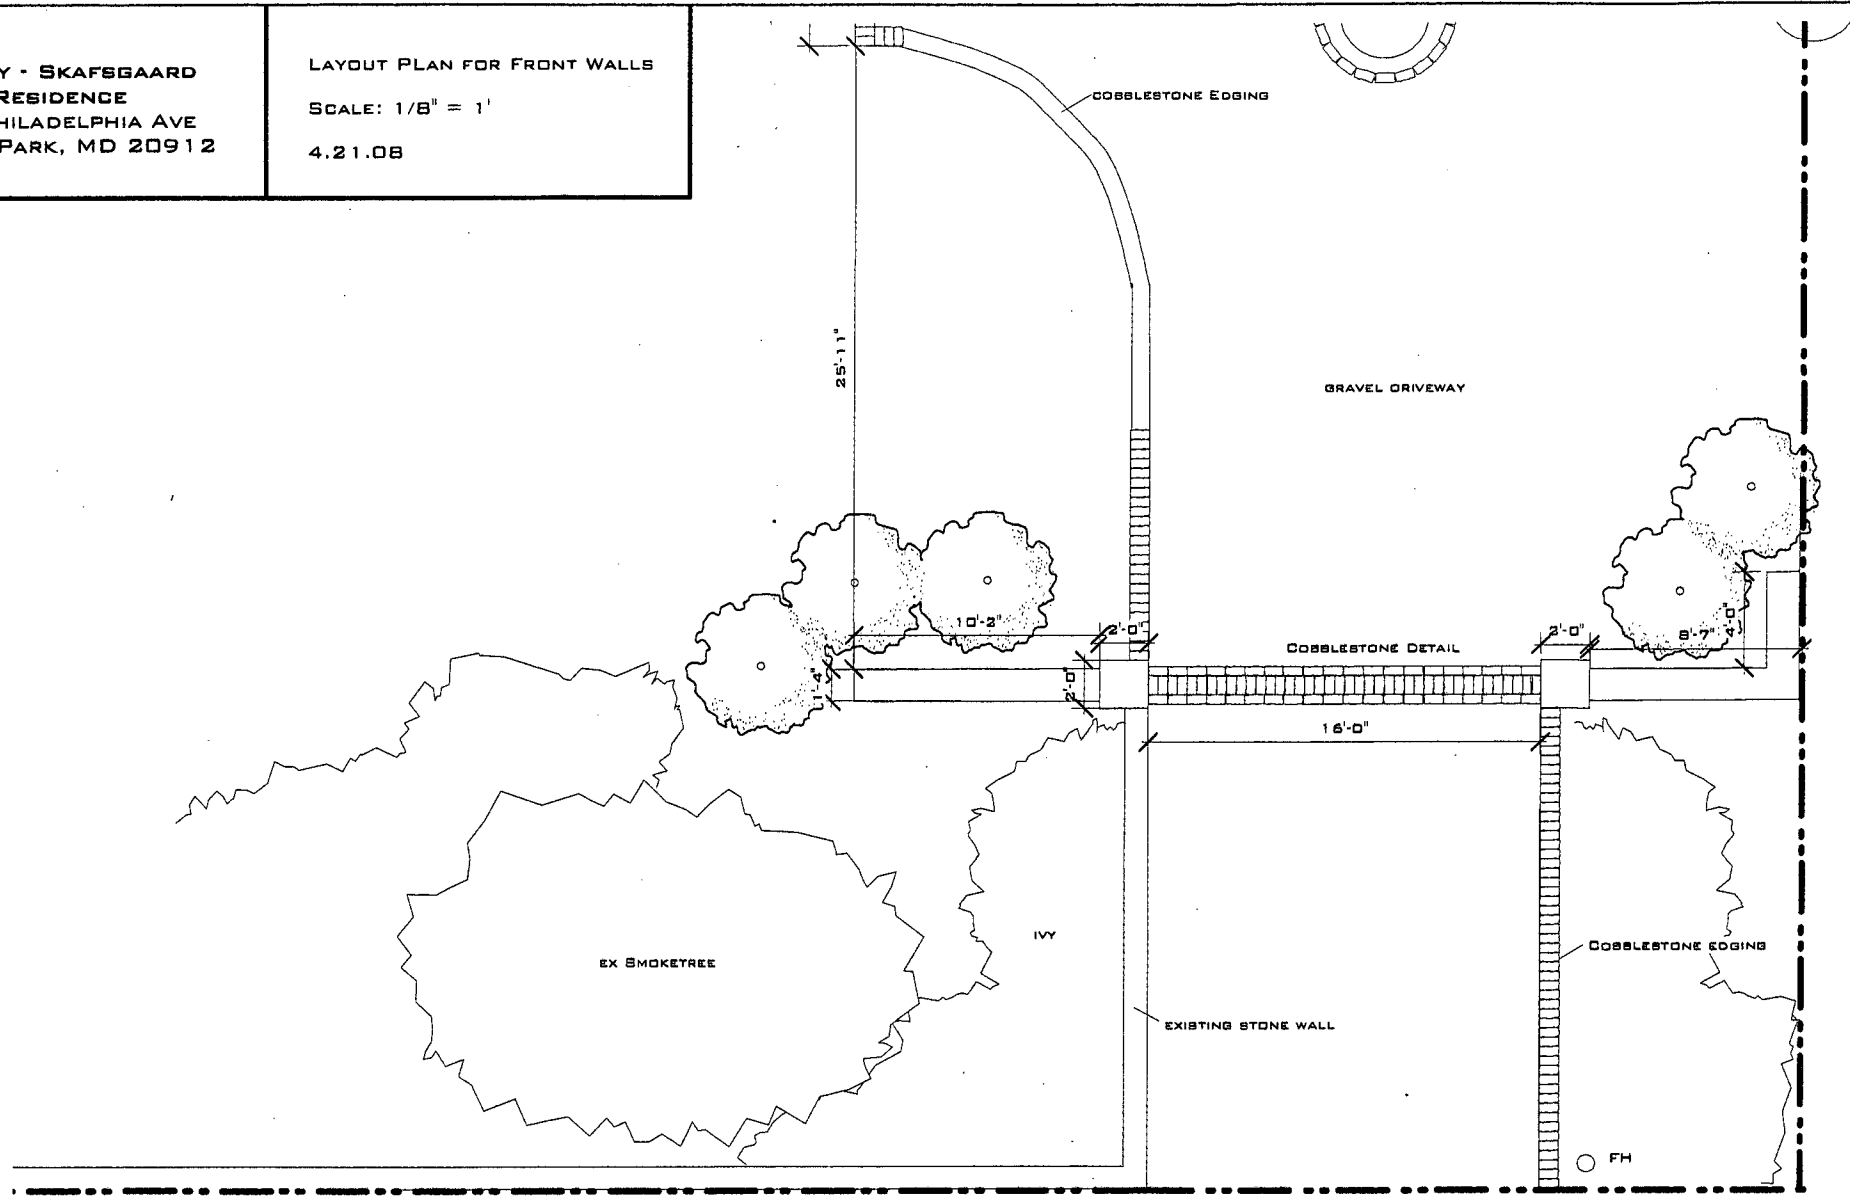 Y - SKAFSGAARD
RESIDENCE
HILADELPHIA AVE
PARK, MD 20912
LAYOUT PLAN FOR FRONT WALLS
SCALE: 1/8" = 1'
4.21.08
COBBLESTONE EDGING
25'-11"
GRAVEL DRIVEWAY
10'-2"
2'-0"
COBBLESTONE DETAIL
2'-0"
8'-7"
4'-0"
1'-4"
2'-0"
16'-0"
IVY
EX SMOKETREE
COBBLESTONE EDGING
EXISTING STONE WALL
FH